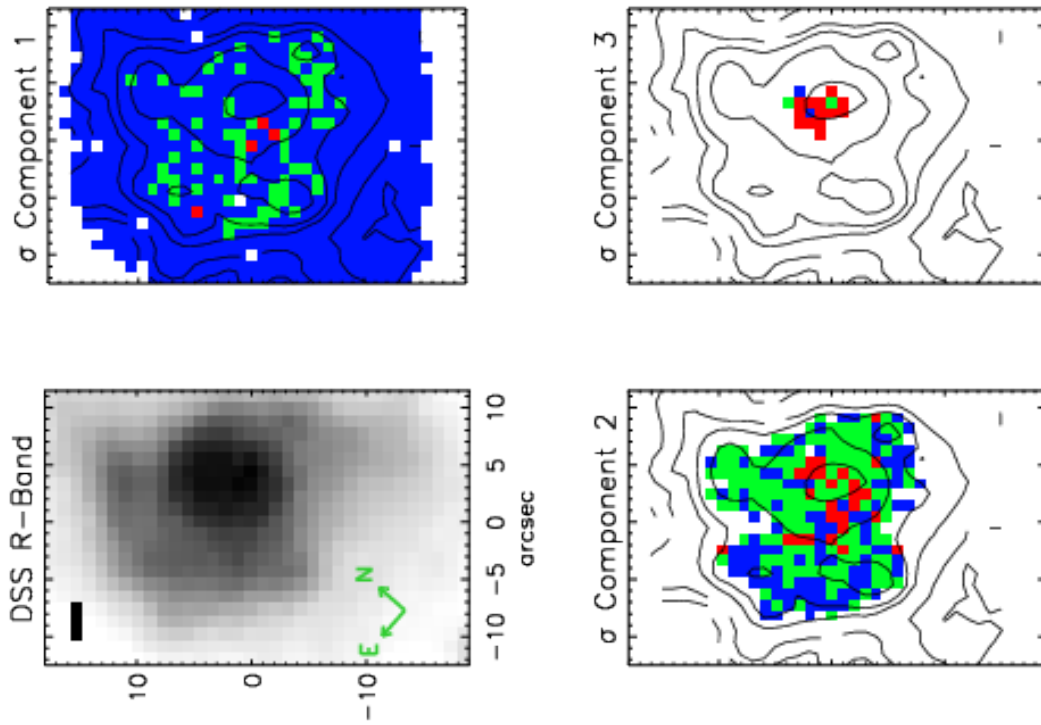 σ Component 1
σ Component 3
DSS R-Band
10
0
-10
N
E
-10
-5
0
5
10
arcsec
σ Component 2